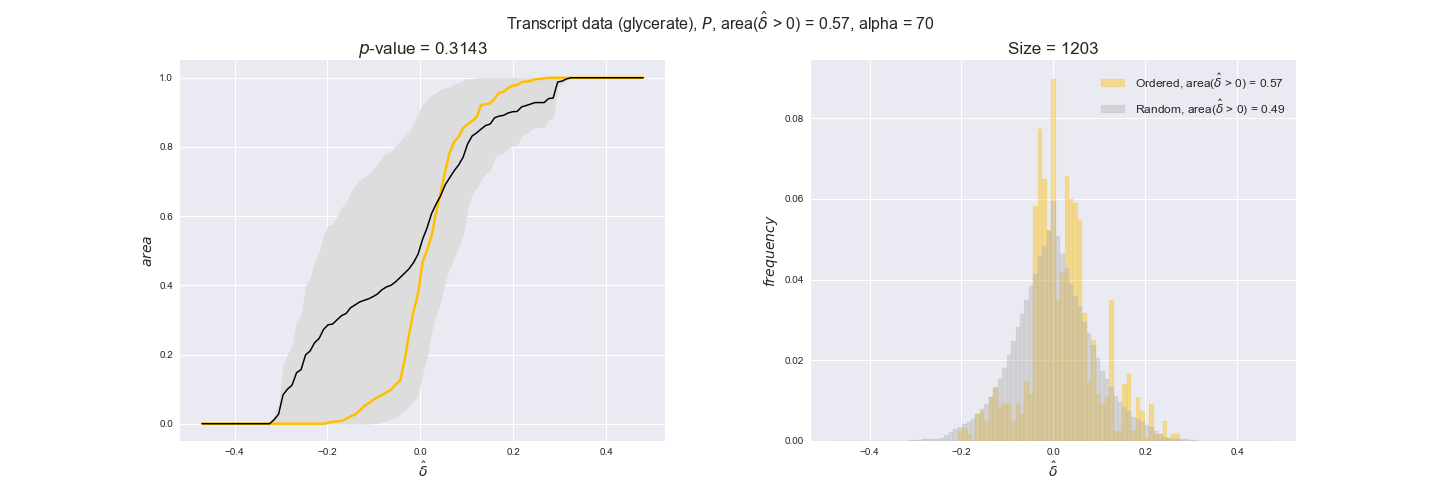 Transcript data (glycerate), P, area(δ̂ > 0) = 0.57, alpha = 70
p-value = 0.3143
1.0
0.8
0.6
0.4
0.2
0.0
area
−0.4 −0.2 0.0 0.2 0.4
δ̂
Size = 1203
Ordered, area(δ̂ > 0) = 0.57
Random, area(δ̂ > 0) = 0.49
0.08
0.06
0.04
0.02
0.00
frequency
−0.4 −0.2 0.0 0.2 0.4
δ̂